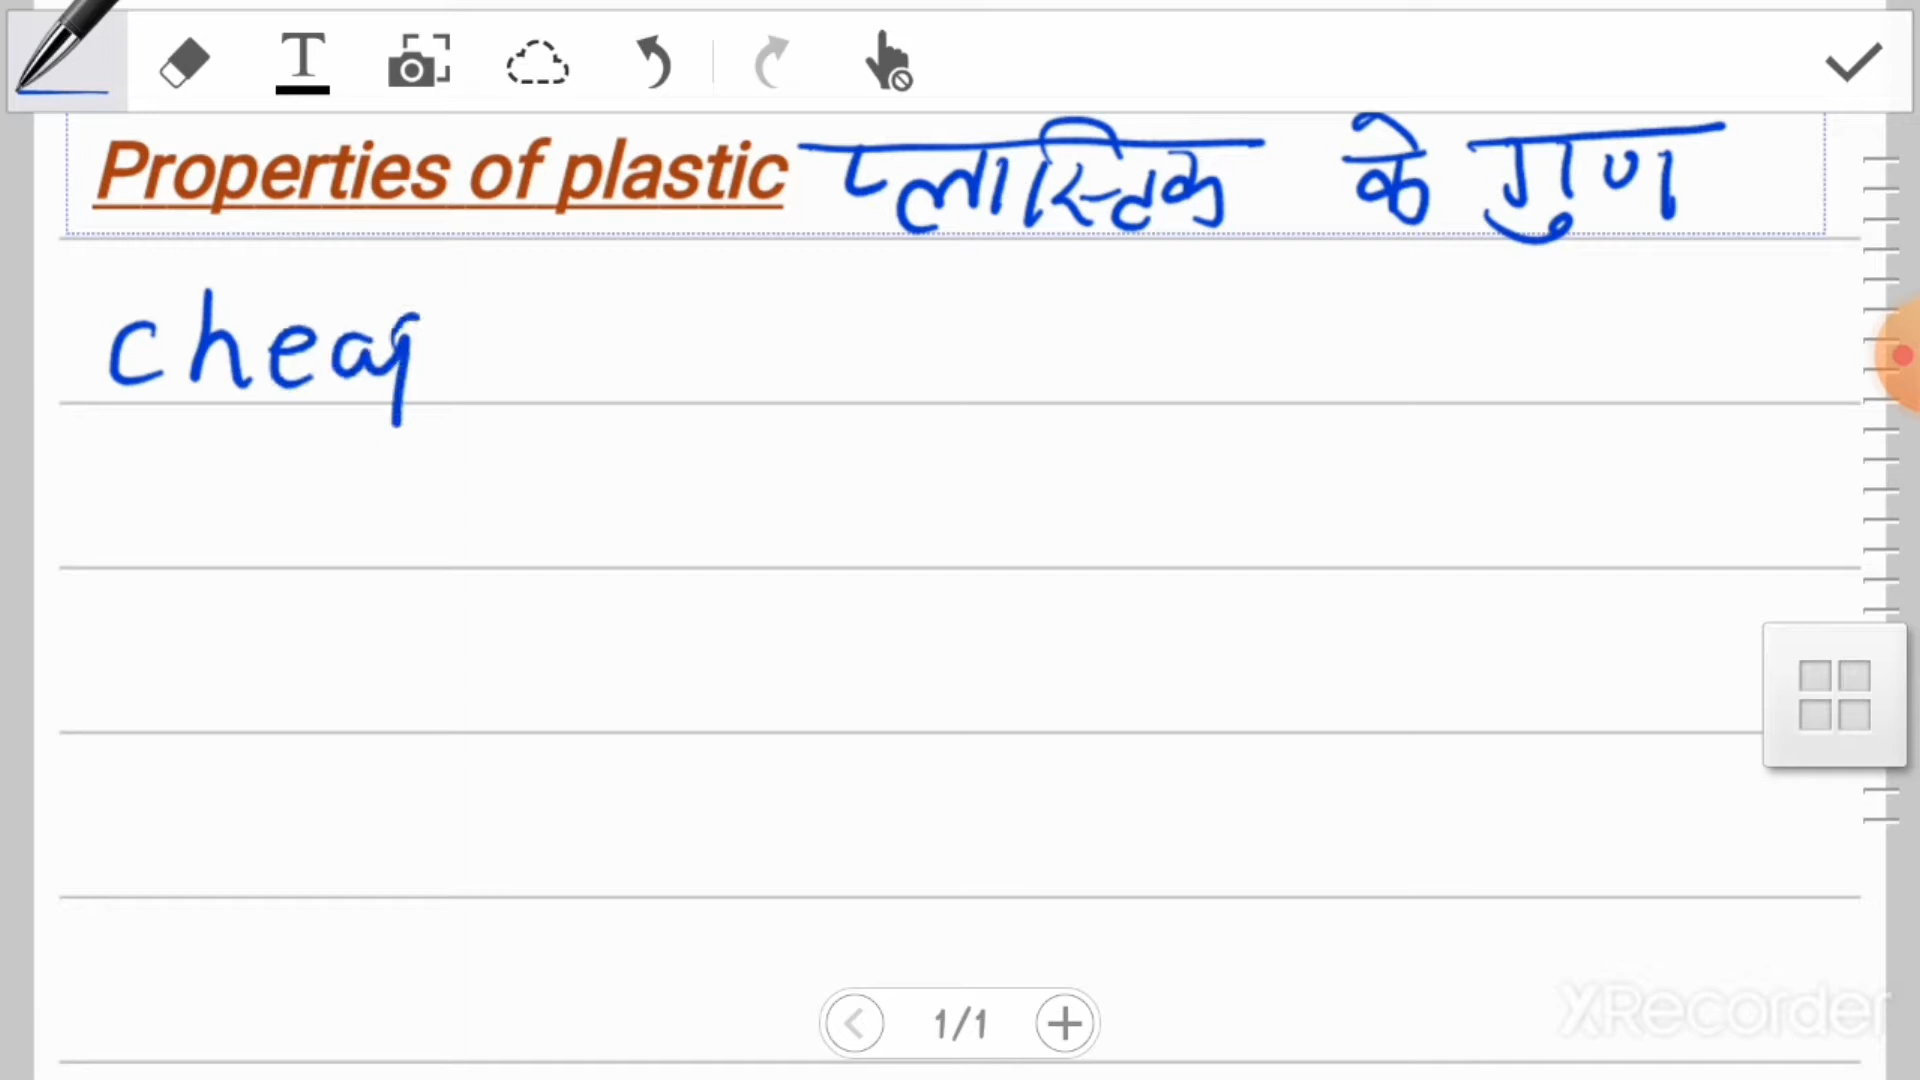 T
Properties of plastic प्लास्टिक के गुण
cheap
1/1
XRecorder